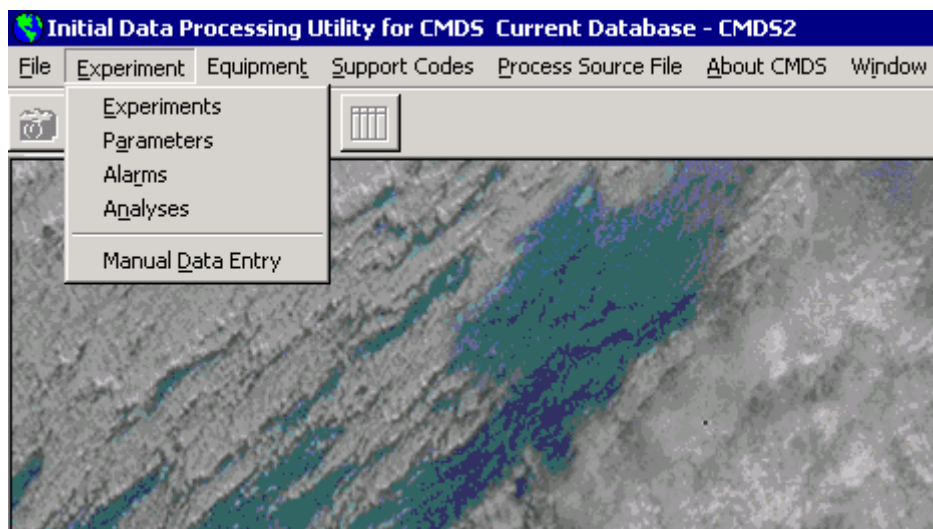 Initial Data Processing Utility for CMDS Current Database - CMDS2
File Experiment Equipment Support Codes Process Source File About CMDS Window
Experiments
Parameters
Alarms
Analyses
Manual Data Entry